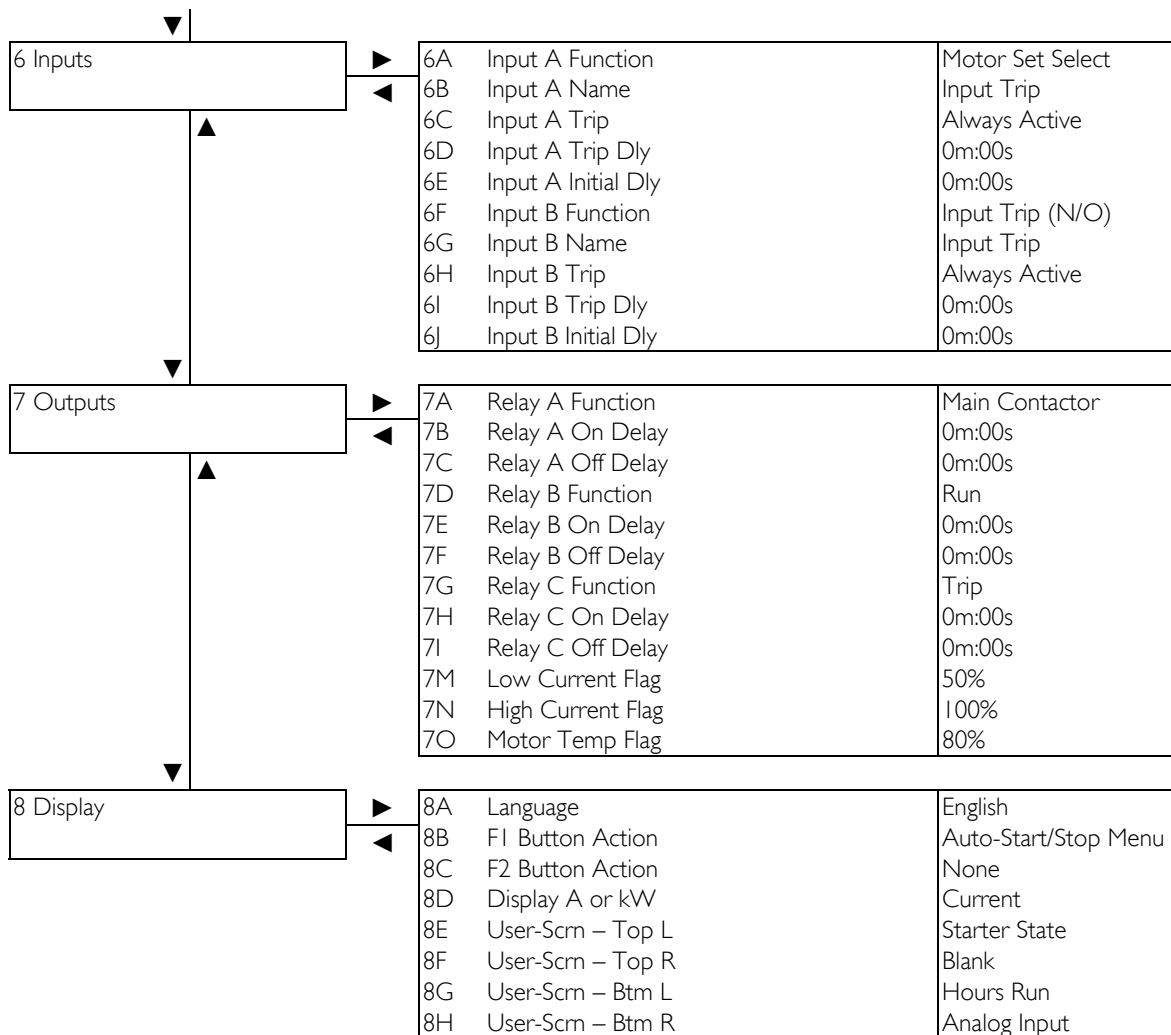 6 Inputs
6A Input A Function Motor Set Select
6B Input A Name Input Trip
6C Input A Trip Always Active
6D Input A Trip Dly 0m:00s
6E Input A Initial Dly 0m:00s
6F Input B Function Input Trip (N/O)
6G Input B Name Input Trip
6H Input B Trip Always Active
6I Input B Trip Dly 0m:00s
6J Input B Initial Dly 0m:00s
7 Outputs
7A Relay A Function Main Contactor
7B Relay A On Delay 0m:00s
7C Relay A Off Delay 0m:00s
7D Relay B Function Run
7E Relay B On Delay 0m:00s
7F Relay B Off Delay 0m:00s
7G Relay C Function Trip
7H Relay C On Delay 0m:00s
7I Relay C Off Delay 0m:00s
7M Low Current Flag 50%
7N High Current Flag 100%
7O Motor Temp Flag 80%
8 Display
8A Language English
8B F1 Button Action Auto-Start/Stop Menu
8C F2 Button Action None
8D Display A or kW Current
8E User-Scrn – Top L Starter State
8F User-Scrn – Top R Blank
8G User-Scrn – Btm L Hours Run
8H User-Scrn – Btm R Analog Input